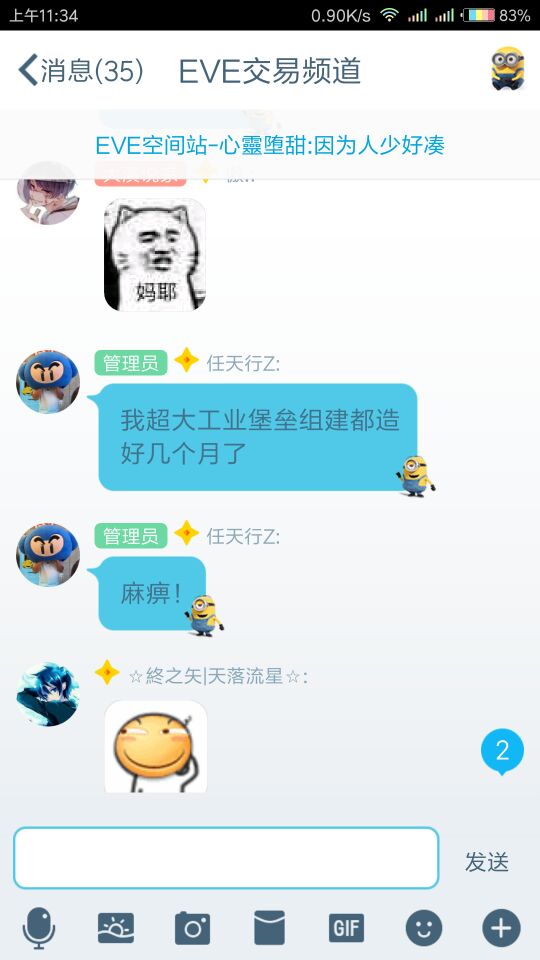 上午11:34 0.90K/s 83%
消息(35) EVE交易频道
EVE空间站-心靈堕甜:因为人少好凑
妈耶
管理员 任天行Z:
我超大工业堡垒组建都造
好几个月了
管理员 任天行Z:
麻痹！
☆終之矢|天落流星☆:
2
发送
GIF